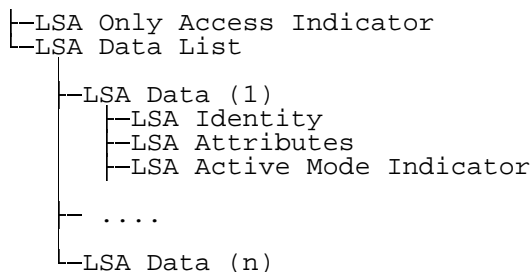 LSA Only Access Indicator
LSA Data List
LSA Data (1)
LSA Identity
LSA Attributes
LSA Active Mode Indicator
....
LSA Data (n)